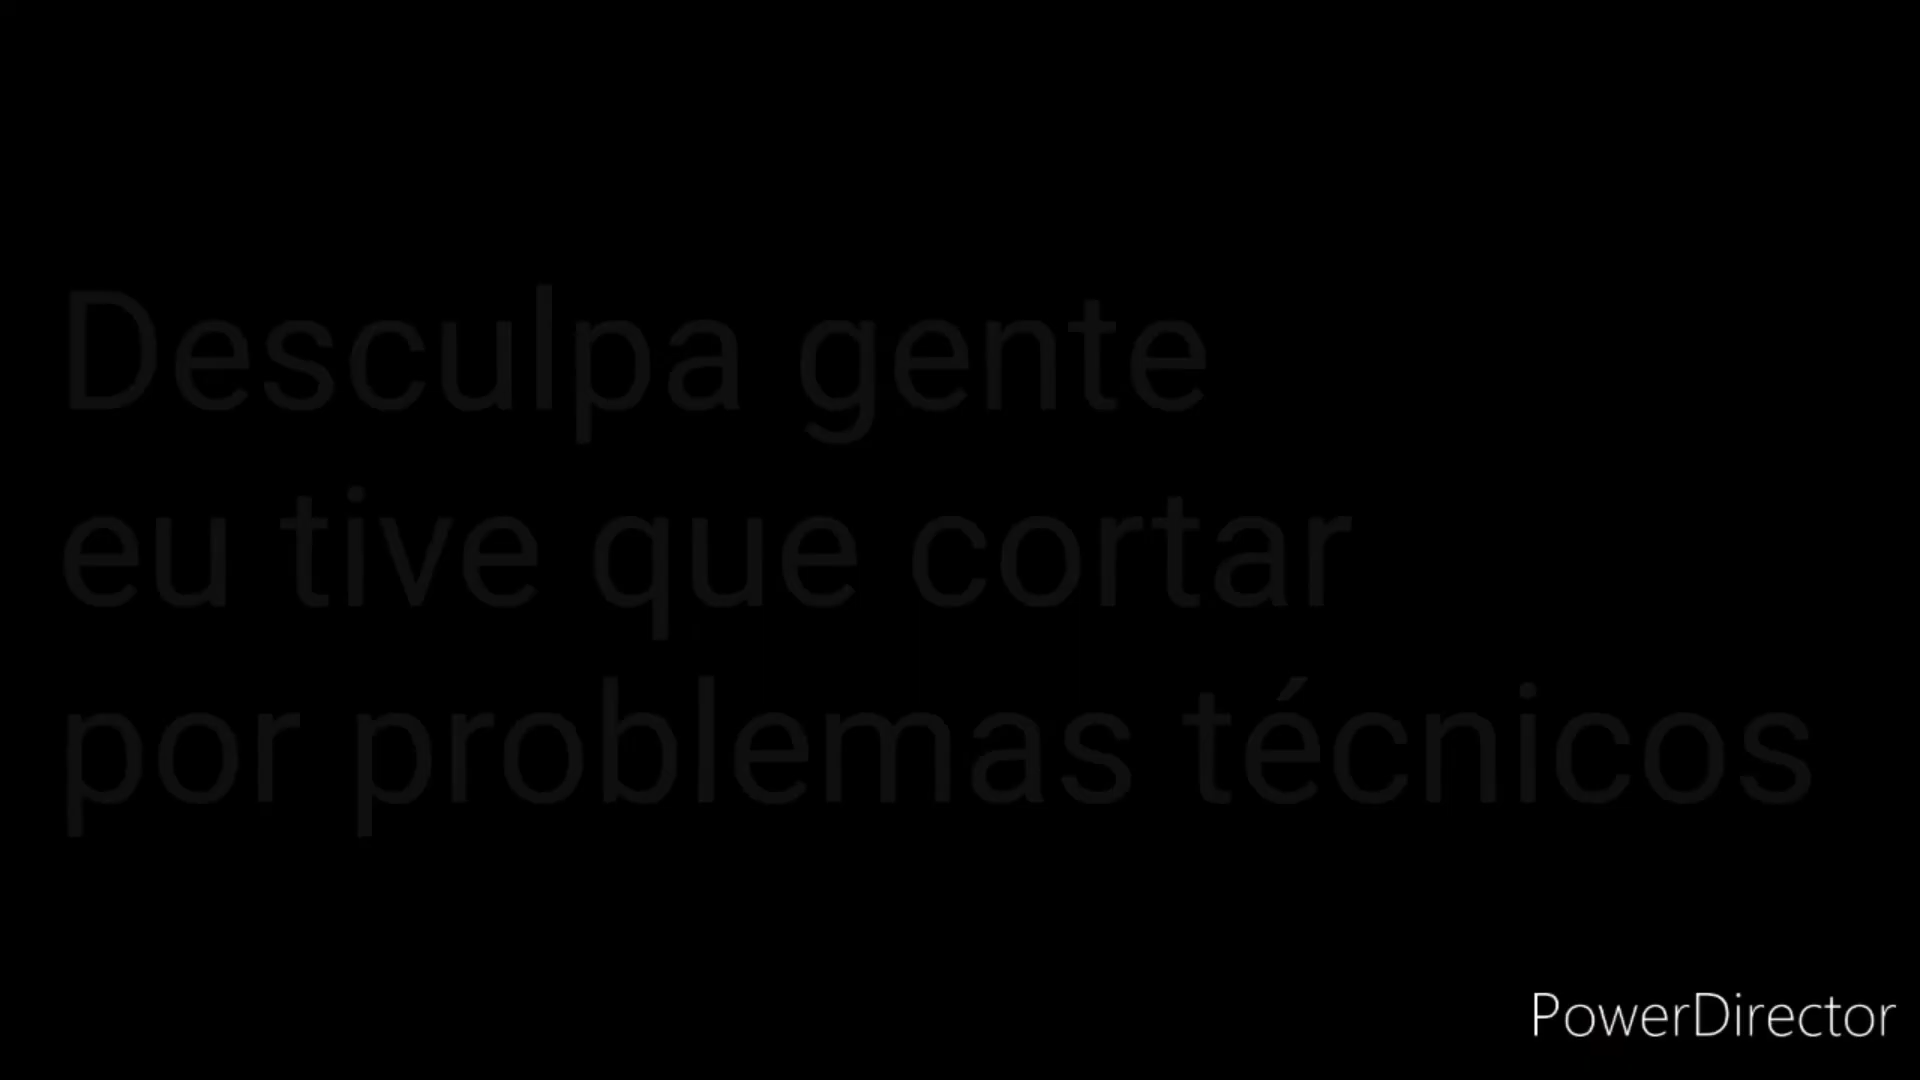 Desculpa gente
eu tive que cortar
por problemas técnicos
PowerDirector